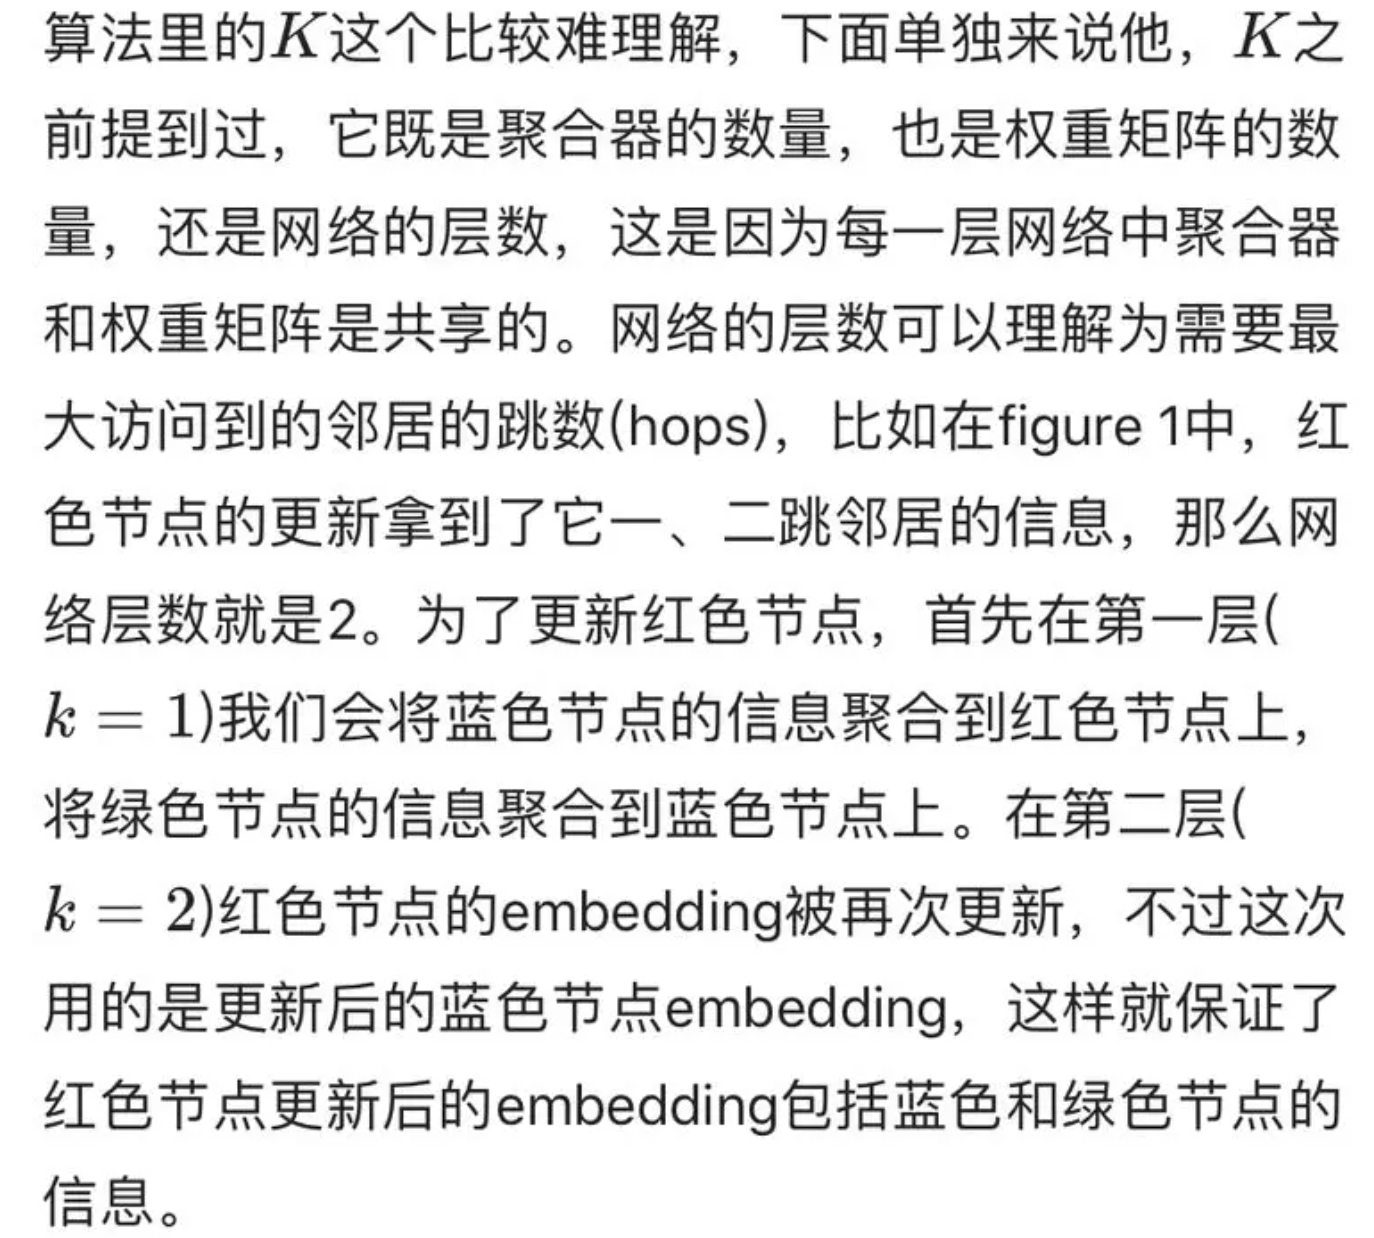 算法里的K这个比较难理解，下面单独来说他，K之
前提到过，它既是聚合器的数量，也是权重矩阵的数
量，还是网络的层数，这是因为每一层网络中聚合器
和权重矩阵是共享的。网络的层数可以理解为需要最
大访问到的邻居的跳数(hops)，比如在figure 1中，红
色节点的更新拿到了它一、二跳邻居的信息，那么网
络层数就是2。为了更新红色节点，首先在第一层(
k = 1)我们会将蓝色节点的信息聚合到红色节点上，
将绿色节点的信息聚合到蓝色节点上。在第二层(
k = 2)红色节点的embedding被再次更新，不过这次
用的是更新后的蓝色节点embedding，这样就保证了
红色节点更新后的embedding包括蓝色和绿色节点的
信息。